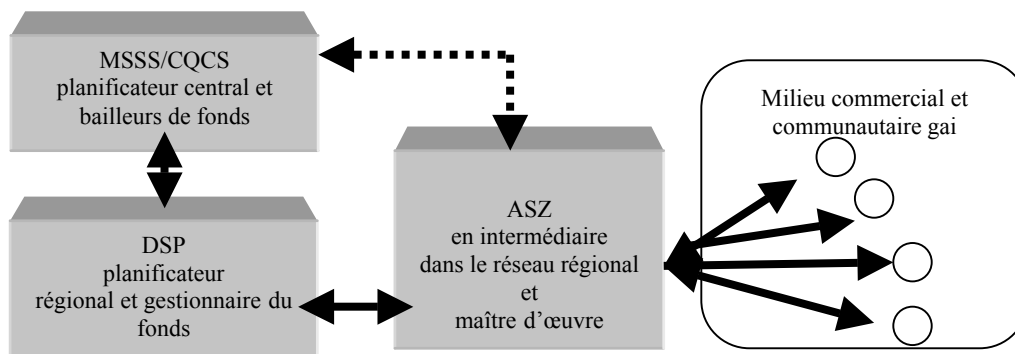 MSSS/CQCS
planificateur central et
bailleurs de fonds
DSP
planificateur
régional et gestionnaire du
fonds
ASZ
en intermédiaire
dans le réseau régional
et
maître d’œuvre
Milieu commercial et
communautaire gai